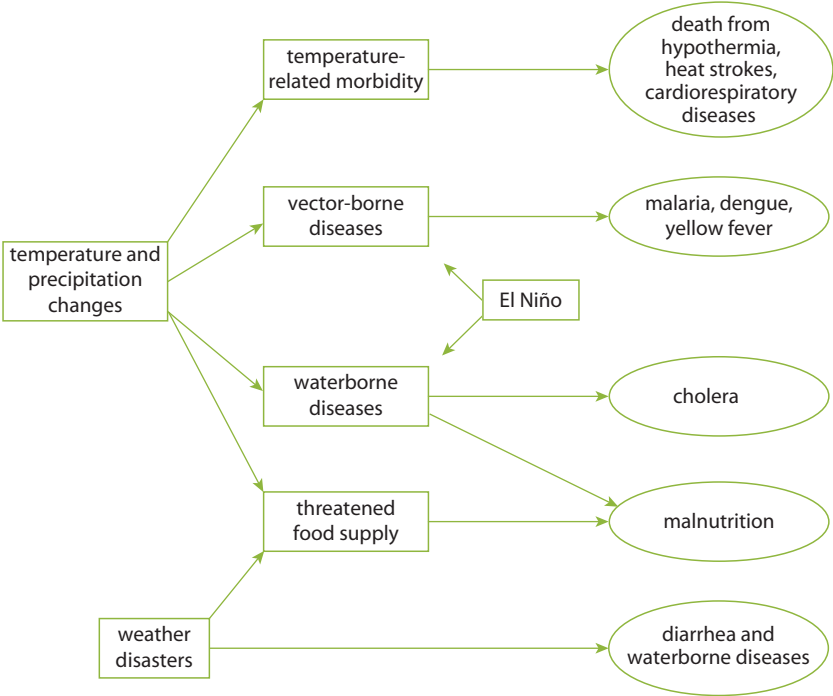 temperature-
related morbidity
death from
hypothermia,
heat strokes,
cardiorespiratory
diseases
vector-borne
diseases
malaria, dengue,
yellow fever
temperature and
precipitation
changes
El Niño
waterborne
diseases
cholera
threatened
food supply
malnutrition
weather
disasters
diarrhea and
waterborne diseases